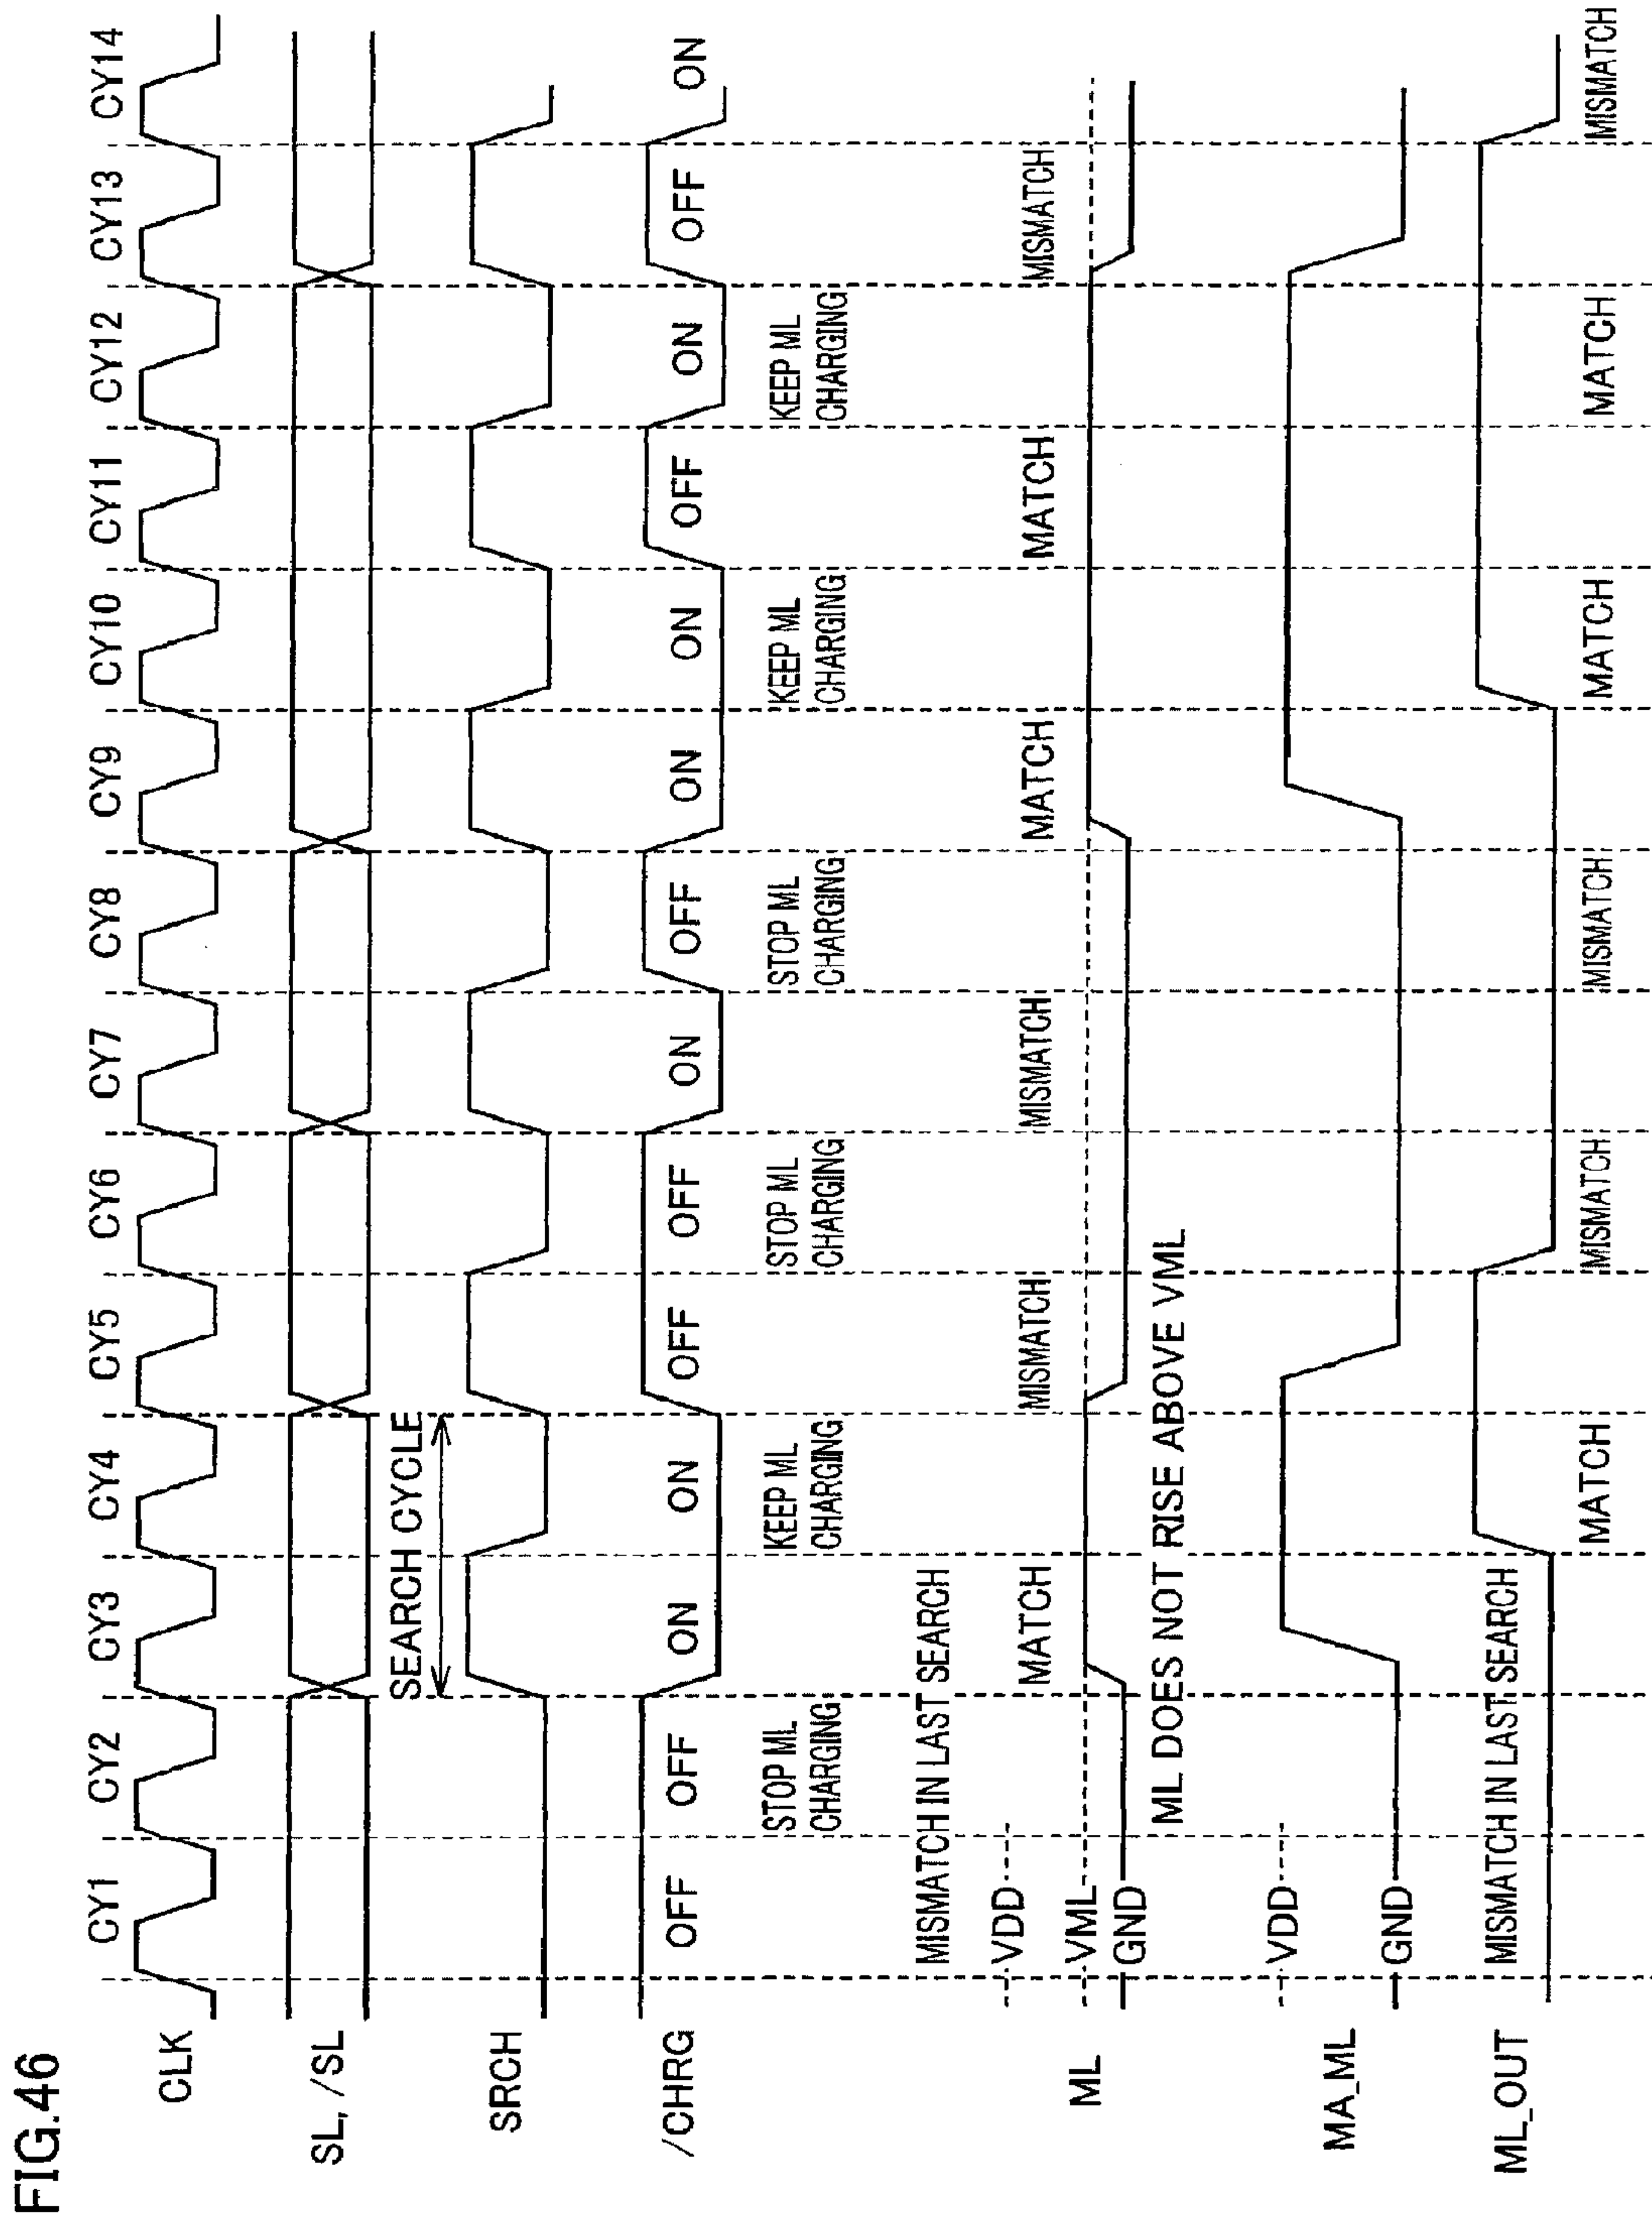 FIG.46
CY1 CY2 CY3 CY4 CY5 CY6 CY7 CY8 CY9 CY10 CY11 CY12 CY13 CY14
CLK
SL, /SL
SEARCH CYCLE
SRCH
/CHRG
OFF OFF ON ON OFF OFF ON OFF ON ON OFF ON OFF ON
STOP ML CHARGING
KEEP ML CHARGING
STOP ML CHARGING
STOP ML CHARGING
KEEP ML CHARGING
KEEP ML CHARGING
MISMATCH IN LAST SEARCH
MATCH MISMATCH MISMATCH MATCH MATCH MISMATCH
ML
VDD
VML
GND
ML DOES NOT RISE ABOVE VML
MA_ML
VDD
GND
MISMATCH IN LAST SEARCH
ML_OUT
MATCH MISMATCH MISMATCH MATCH MATCH MISMATCH